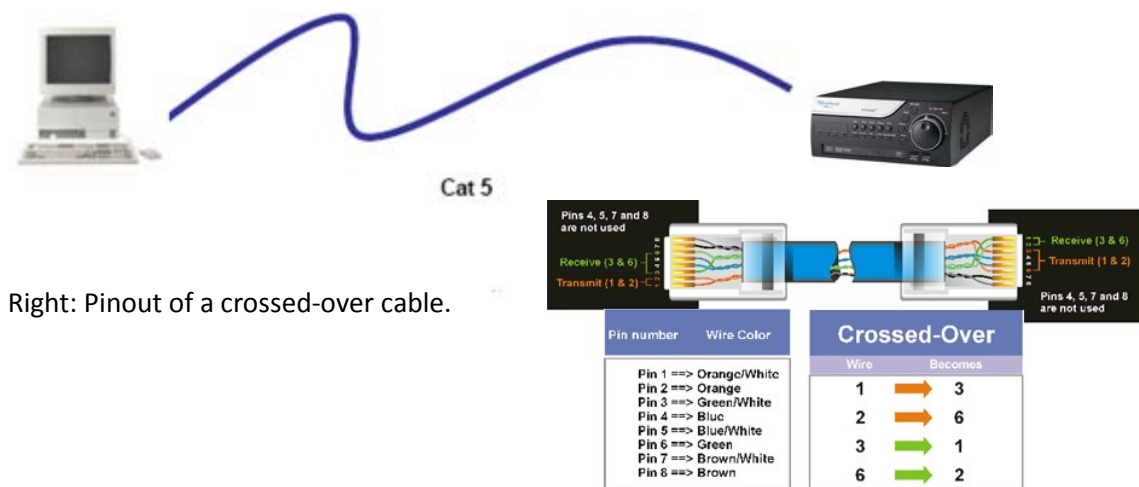 Cat 5
Pins 4, 5, 7 and 8
are not used
Receive (3 & 6)
Transmit (1 & 2)
Receive (3 & 6)
Transmit (1 & 2)
Pins 4, 5, 7 and 8
are not used
Right: Pinout of a crossed-over cable.
Pin number Wire Color
Pin 1 ==> Orange/White
Pin 2 ==> Orange
Pin 3 ==> Green/White
Pin 4 ==> Blue
Pin 5 ==> Blue/White
Pin 6 ==> Green
Pin 7 ==> Brown/White
Pin 8 ==> Brown
Crossed-Over
Wire Becomes
1 3
2 6
3 1
6 2